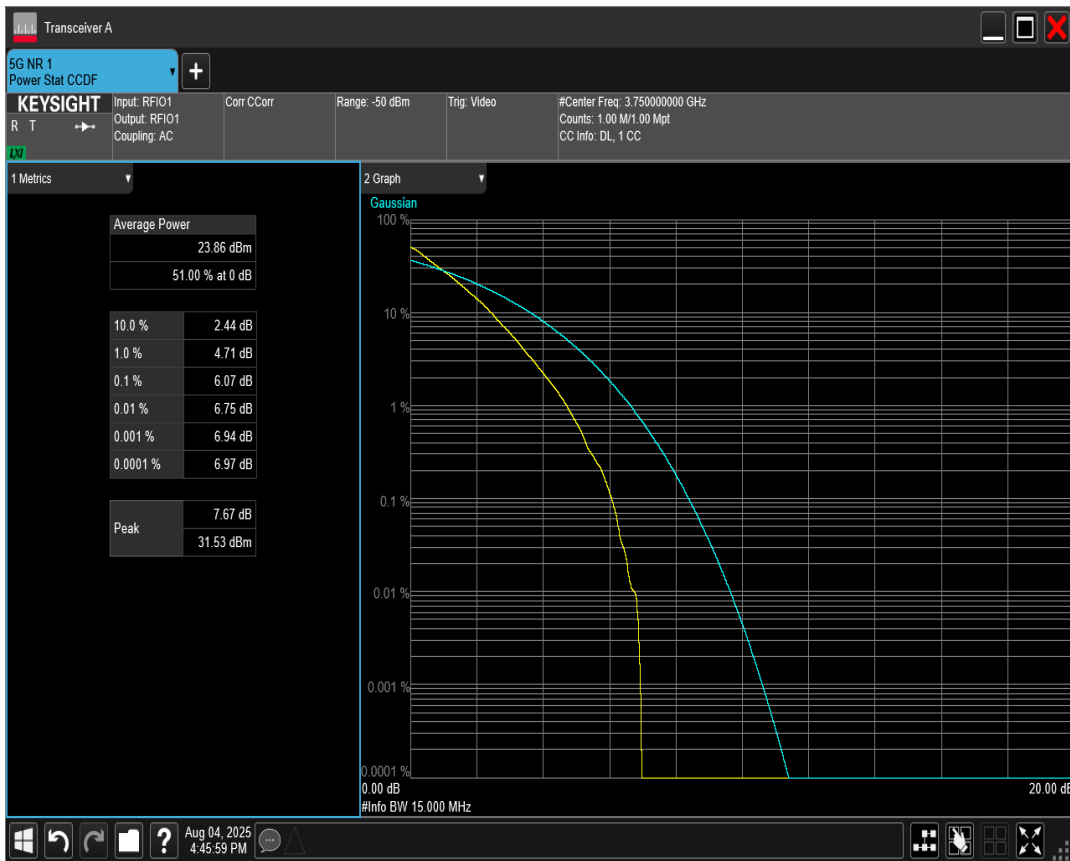 Transceiver A
5G NR 1
Power Stat CCDF
+
KEYSIGHT
R T
LXI
Input: RFIO1
Output: RFIO1
Coupling: AC
Corr CCorr
Range: -50 dBm
Trig: Video
#Center Freq: 3.750000000 GHz
Counts: 1.00 M/1.00 Mpt
CC Info: DL, 1 CC
1 Metrics
Average Power
23.86 dBm
51.00 % at 0 dB
10.0 % 2.44 dB
1.0 % 4.71 dB
0.1 % 6.07 dB
0.01 % 6.75 dB
0.001 % 6.94 dB
0.0001 % 6.97 dB
Peak
7.67 dB
31.53 dBm
2 Graph
Gaussian
100 %
10 %
1 %
0.1 %
0.01 %
0.001 %
0.0001 %
0.00 dB 20.00 dB
#Info BW 15.000 MHz
?
Aug 04, 2025
4:45:59 PM